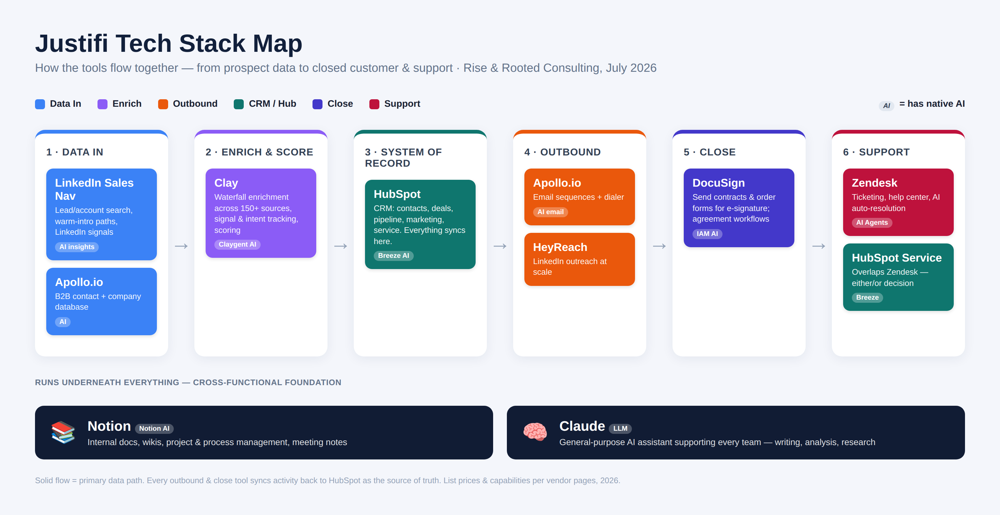 Justifi Tech Stack Map
How the tools flow together — from prospect data to closed customer & support · Rise & Rooted Consulting, July 2026
Data In
Enrich
Outbound
CRM / Hub
Close
Support
AI = has native AI
1 · DATA IN
LinkedIn Sales
Nav
Lead/account search,
warm-intro paths,
LinkedIn signals
AI insights
Apollo.io
B2B contact + company
database
AI
→
2 · ENRICH & SCORE
Clay
Waterfall enrichment
across 150+ sources,
signal & intent tracking,
scoring
Claygent AI
→
3 · SYSTEM OF
RECORD
HubSpot
CRM: contacts, deals,
pipeline, marketing,
service. Everything syncs
here.
Breeze AI
→
4 · OUTBOUND
Apollo.io
Email sequences + dialer
AI email
HeyReach
LinkedIn outreach at
scale
→
5 · CLOSE
DocuSign
Send contracts & order
forms for e-signature;
agreement workflows
IAM AI
→
6 · SUPPORT
Zendesk
Ticketing, help center, AI
auto-resolution
AI Agents
HubSpot Service
Overlaps Zendesk —
either/or decision
Breeze
RUNS UNDERNEATH EVERYTHING — CROSS-FUNCTIONAL FOUNDATION
Notion Notion AI
Internal docs, wikis, project & process management, meeting notes
Claude LLM
General-purpose AI assistant supporting every team — writing, analysis, research
Solid flow = primary data path. Every outbound & close tool syncs activity back to HubSpot as the source of truth. List prices & capabilities per vendor pages, 2026.